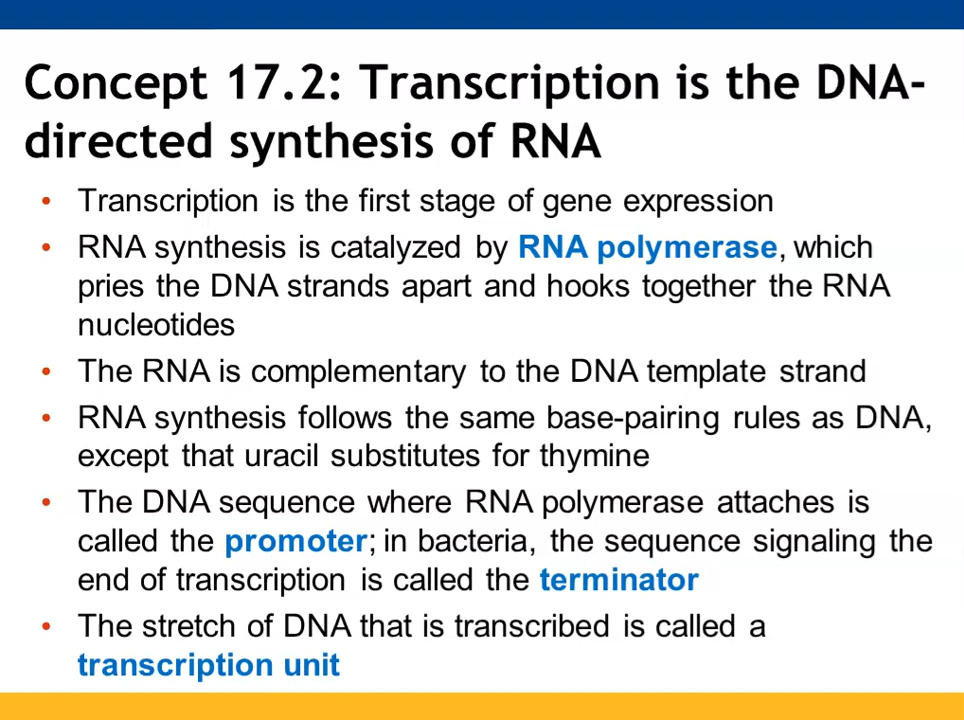 Concept 17.2: Transcription is the DNA-
directed synthesis of RNA
• Transcription is the first stage of gene expression
• RNA synthesis is catalyzed by RNA polymerase, which
pries the DNA strands apart and hooks together the RNA
nucleotides
• The RNA is complementary to the DNA template strand
• RNA synthesis follows the same base-pairing rules as DNA,
except that uracil substitutes for thymine
• The DNA sequence where RNA polymerase attaches is
called the promoter; in bacteria, the sequence signaling the
end of transcription is called the terminator
• The stretch of DNA that is transcribed is called a
transcription unit